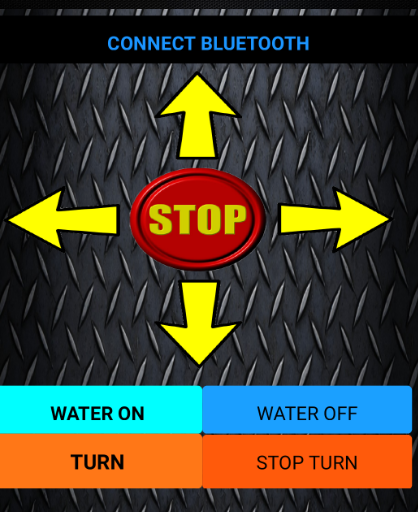 CONNECT BLUETOOTH
STOP
WATER ON
WATER OFF
TURN
STOP TURN